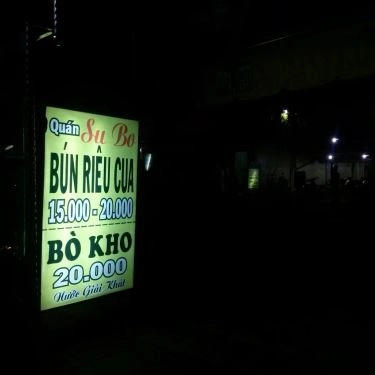 Quán Su Bo
BÚN RIÊU CUA
15.000 - 20.000
BÒ KHO
20.000
Nước Giải Khát